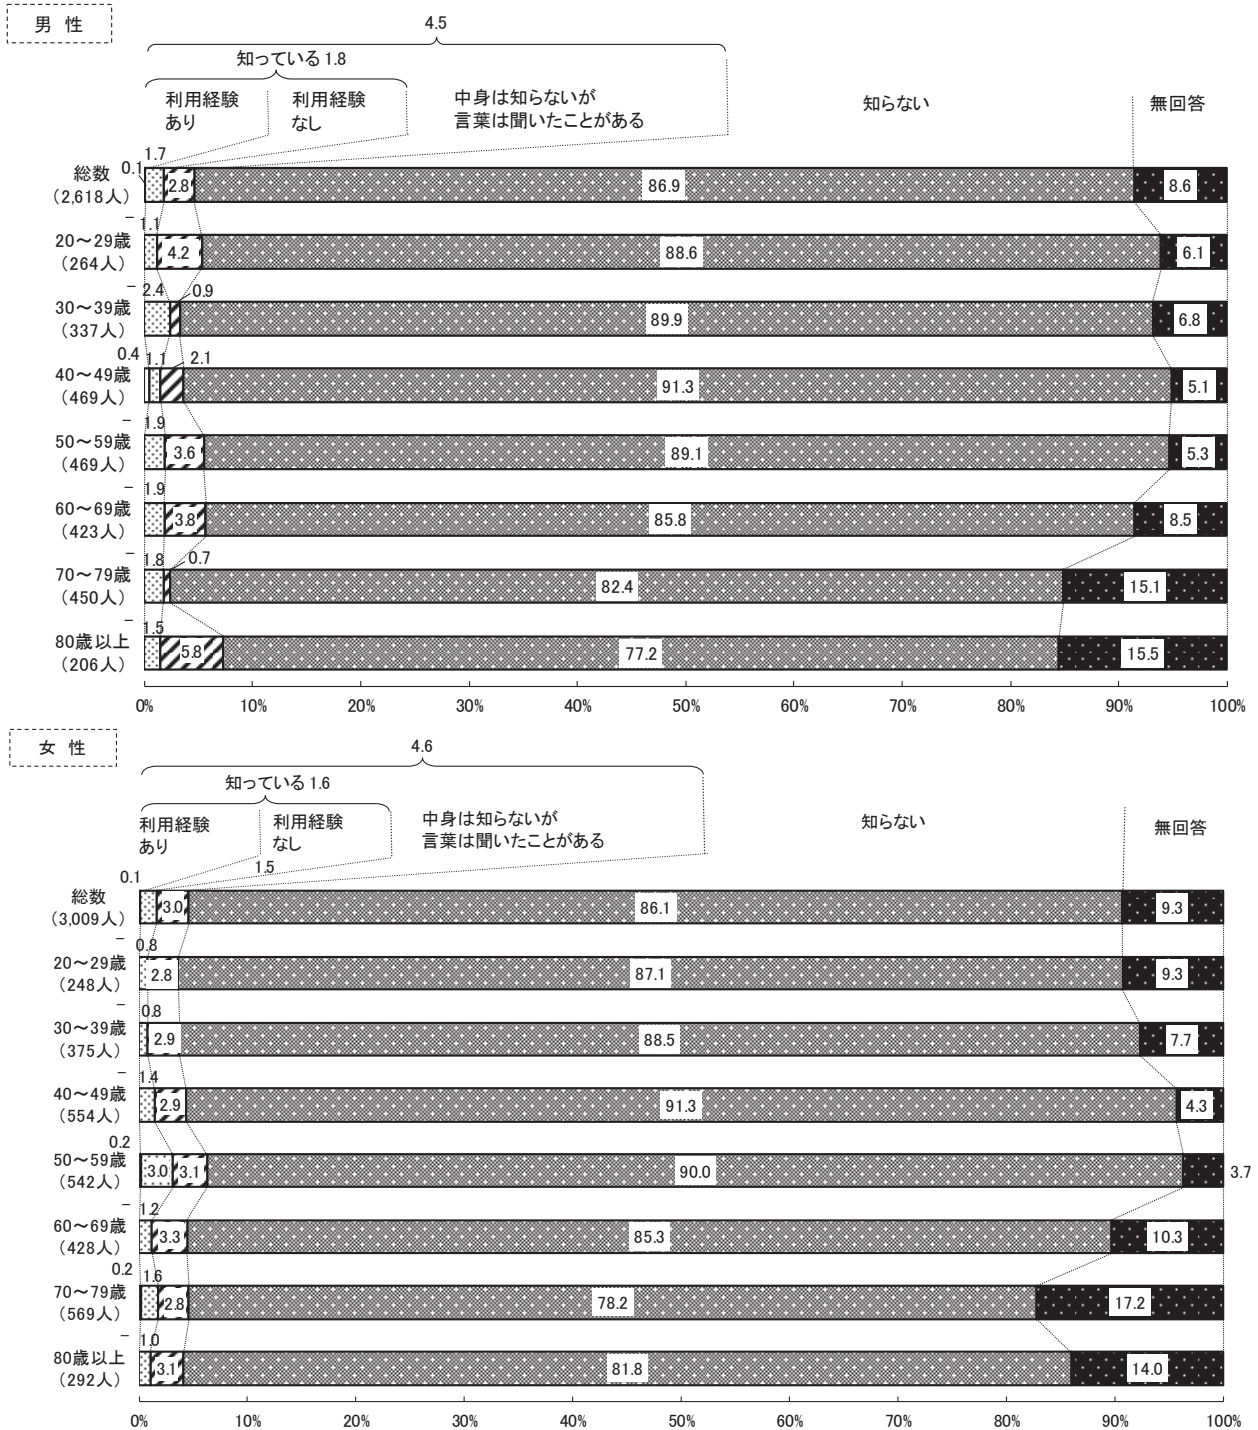 男 性
4.5
知っている 1.8
利用経験
あり
利用経験
なし
中身は知らないが
言葉は聞いたことがある
知らない
無回答
0.1
1.7
総数
(2,618人)
2.8
86.9
8.6
－
1.1
20～29歳
(264人)
4.2
88.6
6.1
－
2.4
0.9
30～39歳
(337人)
89.9
6.8
0.4
1.1
2.1
40～49歳
(469人)
91.3
5.1
－
1.9
50～59歳
(469人)
3.6
89.1
5.3
－
1.9
60～69歳
(423人)
3.8
85.8
8.5
－
1.8
0.7
70～79歳
(450人)
82.4
15.1
－
1.5
80歳以上
(206人)
5.8
77.2
15.5
0% 10% 20% 30% 40% 50% 60% 70% 80% 90% 100%
女 性
4.6
知っている 1.6
利用経験
あり
利用経験
なし
中身は知らないが
言葉は聞いたことがある
知らない
無回答
0.1
1.5
総数
(3,009人)
3.0
86.1
9.3
－
0.8
20～29歳
(248人)
2.8
87.1
9.3
－
0.8
30～39歳
(375人)
2.9
88.5
7.7
－
1.4
40～49歳
(554人)
2.9
91.3
4.3
0.2
50～59歳
(542人)
3.0
3.1
90.0
3.7
－
1.2
60～69歳
(428人)
3.3
85.3
10.3
0.2
1.6
70～79歳
(569人)
2.8
78.2
17.2
－
1.0
80歳以上
(292人)
3.1
81.8
14.0
0% 10% 20% 30% 40% 50% 60% 70% 80% 90% 100%